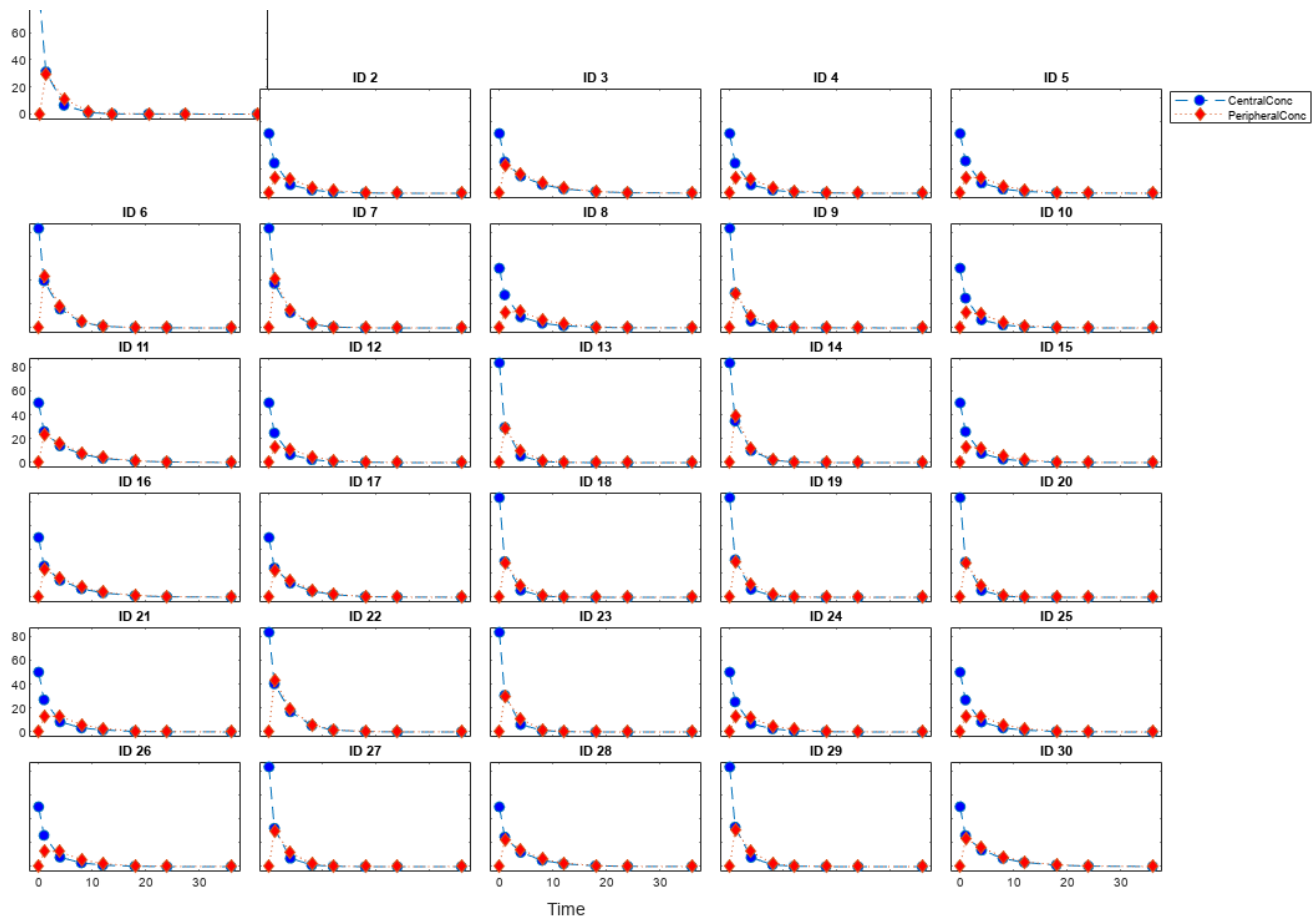 60
40
20
0
ID 2 ID 3 ID 4 ID 5
CentralConc
PeripheralConc
ID 6 ID 7 ID 8 ID 9 ID 10
ID 11 ID 12 ID 13 ID 14 ID 15
80
60
40
20
0
ID 16 ID 17 ID 18 ID 19 ID 20
ID 21 ID 22 ID 23 ID 24 ID 25
80
60
40
20
0
ID 26 ID 27 ID 28 ID 29 ID 30
0 10 20 30 0 10 20 30 0 10 20 30
Time